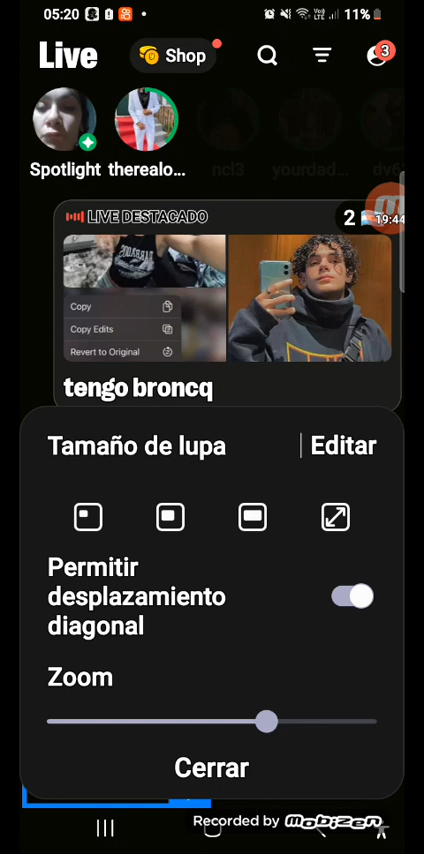 05:20
11%
Live
Shop
3
Spotlight
therealo...
ncl3
yourdad...
LIVE DESTACADO
2
19:44
Copy
Copy Edits
Revert to Original
tengo broncq
Tamaño de lupa
Editar
Permitir
desplazamiento
diagonal
Zoom
Cerrar
Recorded by mobizen